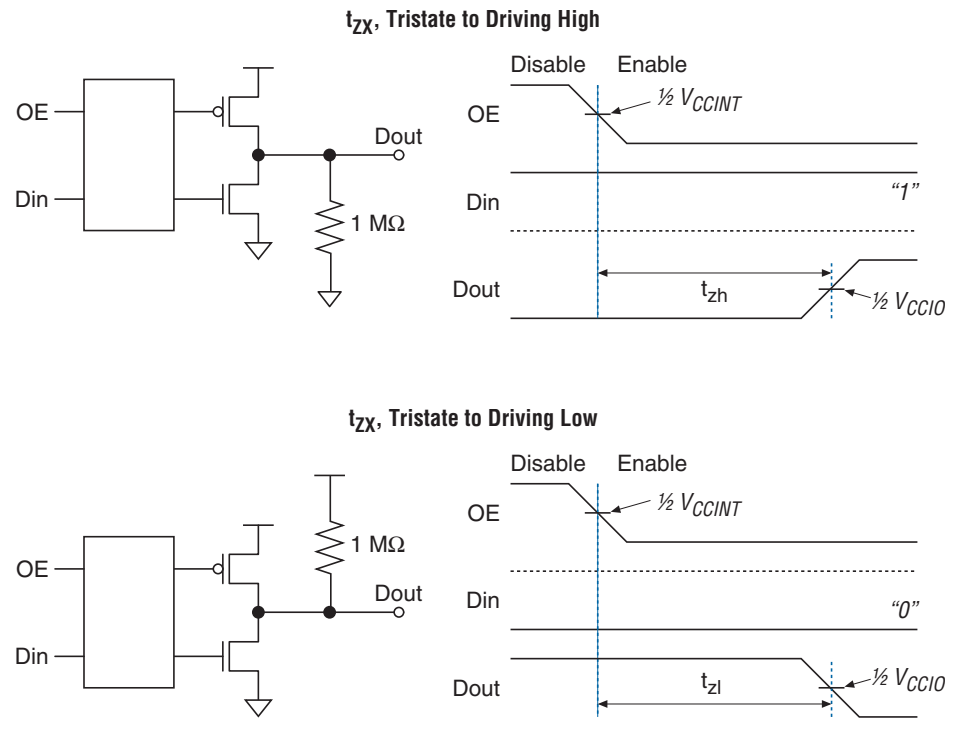 tZX, Tristate to Driving High
Disable Enable
OE
OE
½ VCCINT
Dout
Din
1 MΩ
Din
"1"
Dout
tzh
½ VCCIO
tZX, Tristate to Driving Low
Disable Enable
OE
½ VCCINT
1 MΩ
OE
Dout
Din
"0"
Din
Dout
tzl
½ VCCIO